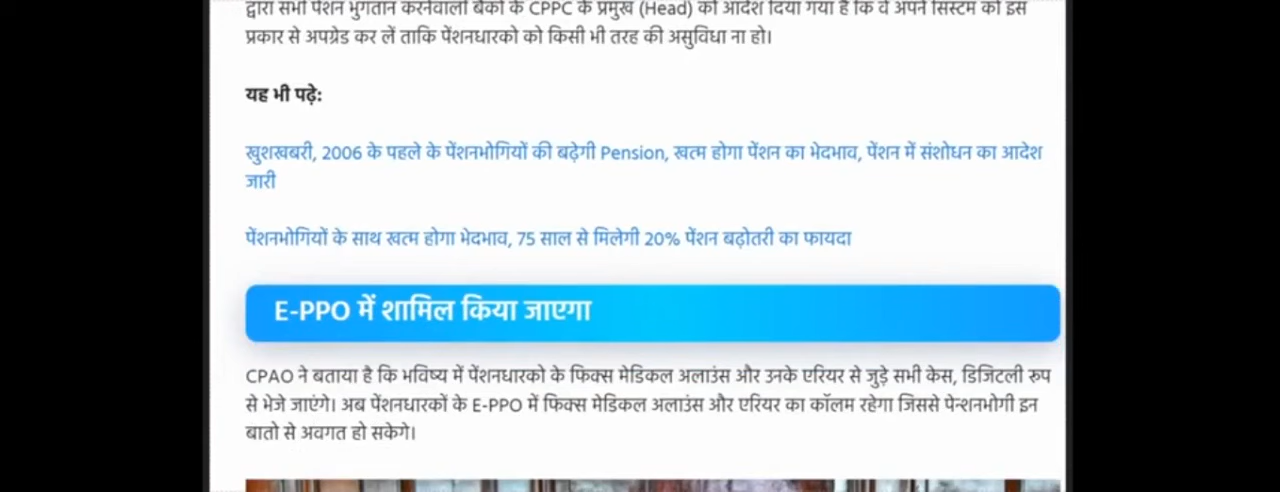 द्वारा सभी पेंशन भुगतान करनेवाली बैंको के CPPC के प्रमुख (Head) को आदेश दिया गया है कि वे अपने सिस्टम को इस
प्रकार से अपग्रेड कर लें ताकि पेंशनधारको को किसी भी तरह की असुविधा ना हो।
यह भी पढ़े:
खुशखबरी, 2006 के पहले के पेंशनभोगियों की बढ़ेगी Pension, खत्म होगा पेंशन का भेदभाव, पेंशन में संशोधन का आदेश
जारी
पेंशनभोगियों के साथ खत्म होगा भेदभाव, 75 साल से मिलेगी 20% पेंशन बढ़ोतरी का फायदा
E-PPO में शामिल किया जाएगा
CPAO ने बताया है कि भविष्य में पेंशनधारको के फिक्स मेडिकल अलाउंस और उनके एरियर से जुड़े सभी केस, डिजिटली रूप
से भेजे जाएंगे। अब पेंशनधारकों के E-PPO में फिक्स मेडिकल अलाउंस और एरियर का कॉलम रहेगा जिससे पेन्शनभोगी इन
बातो से अवगत हो सकेगे।